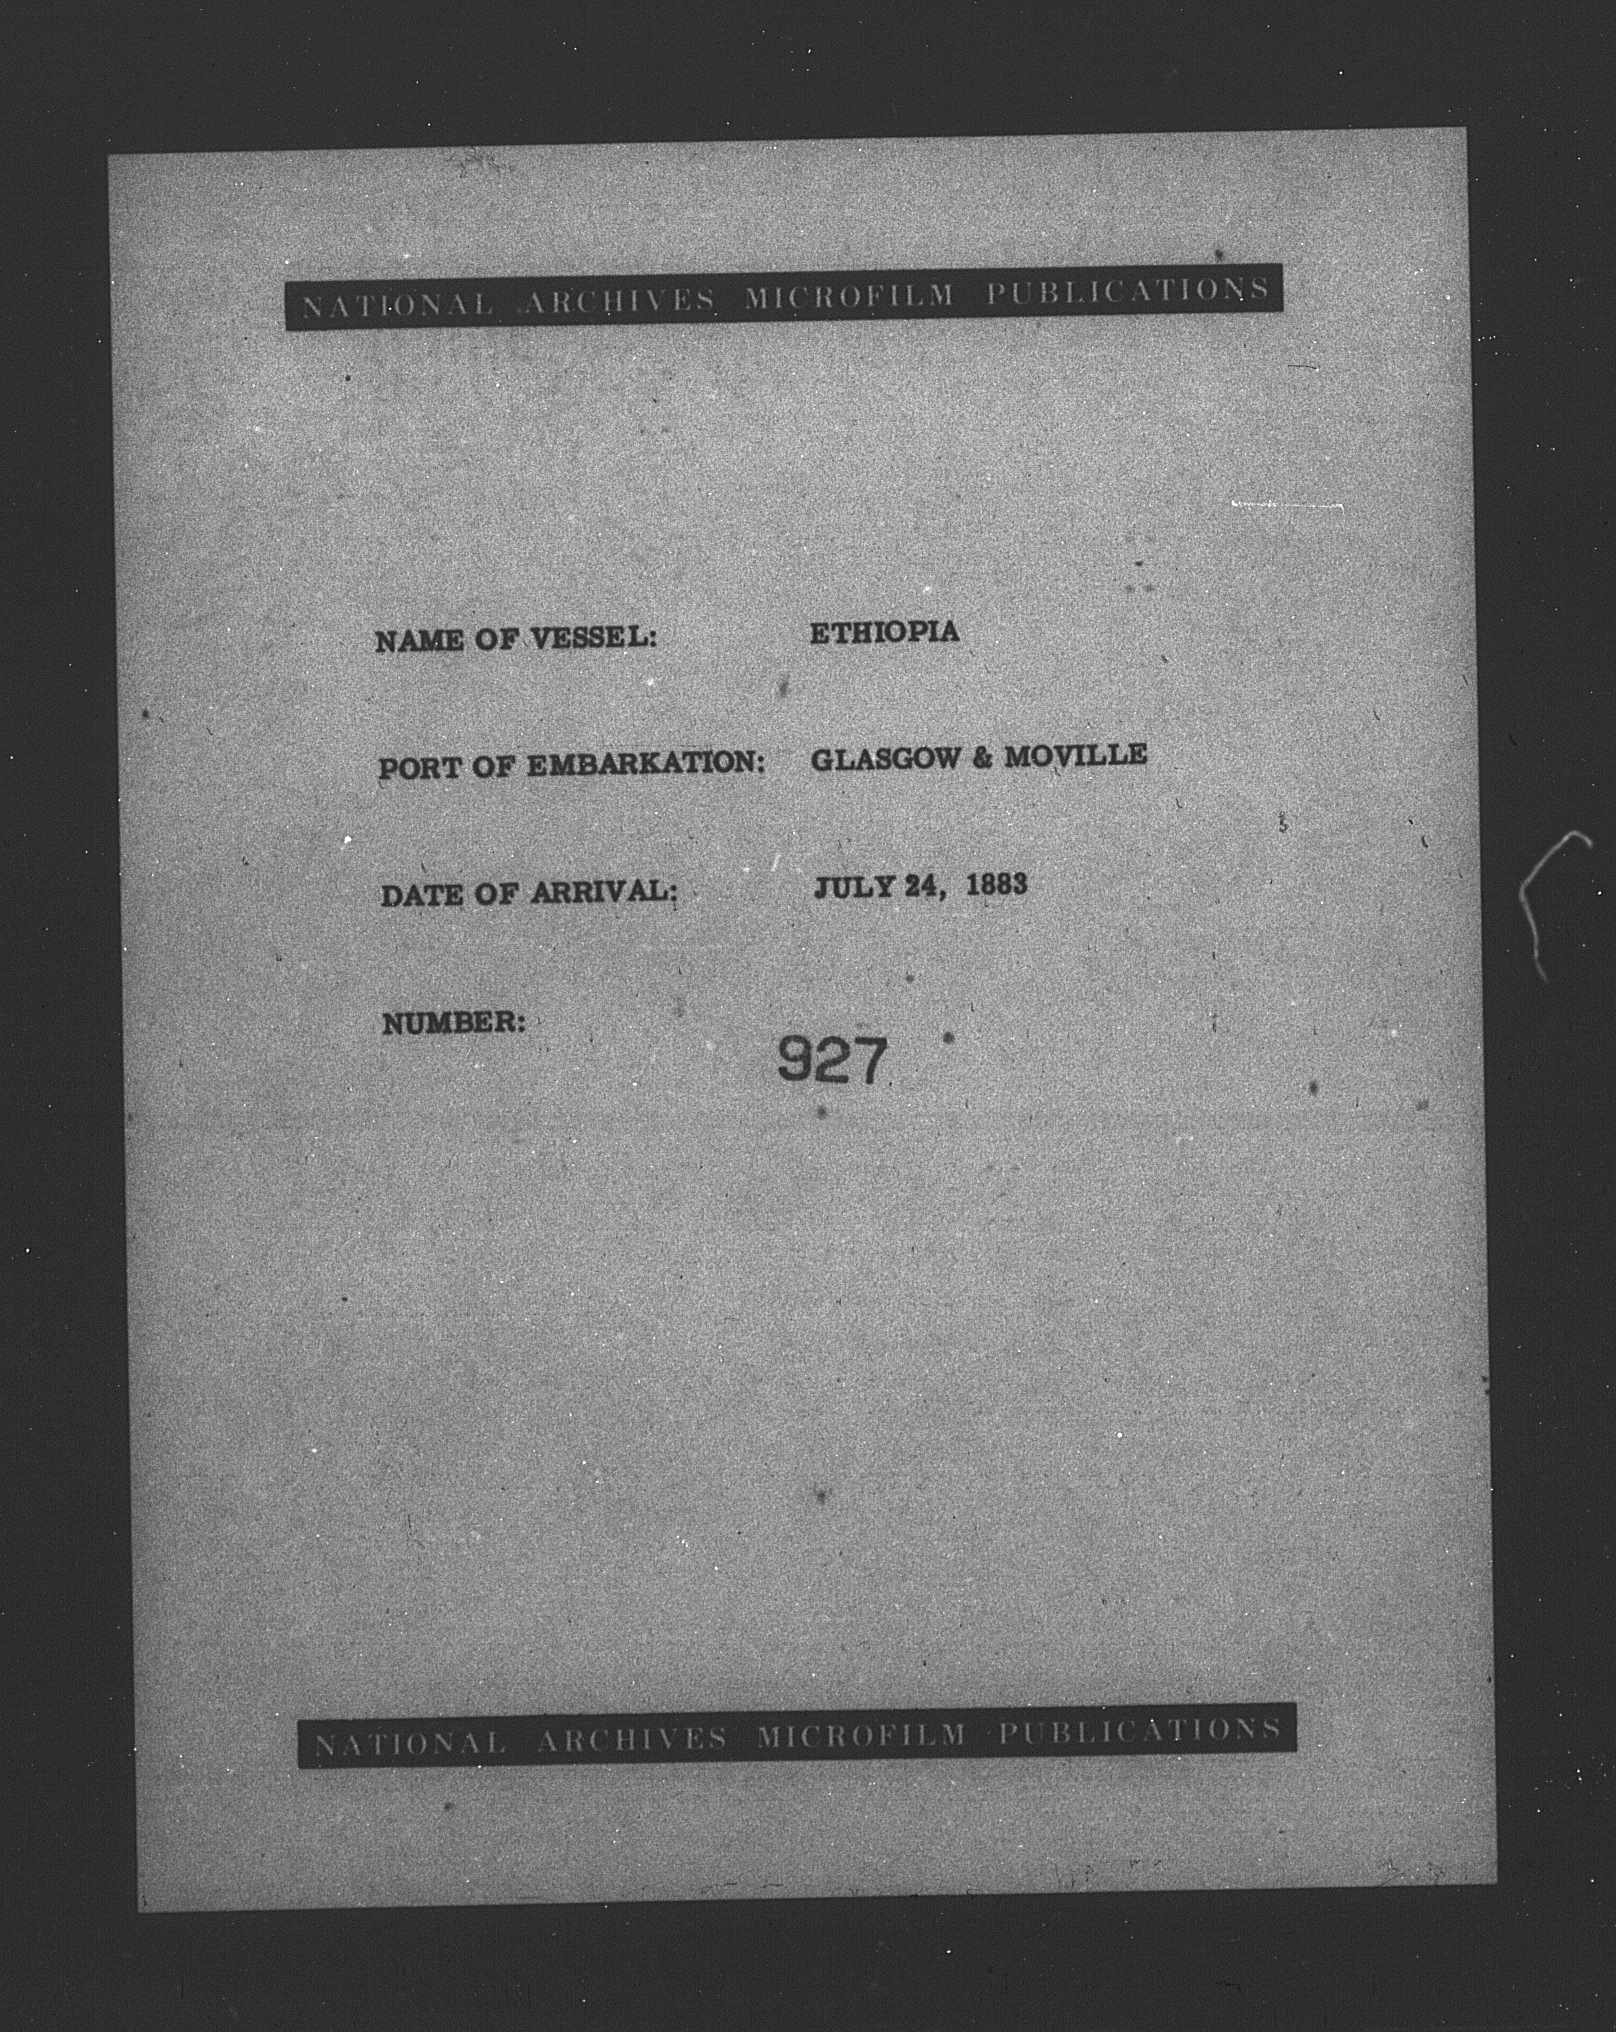 NATIONAL ARCHIVES MICROFILM PUBLICATIONS
NAME OF VESSEL: ETHIOPIA
PORT OF EMBARKATION: GLASGOW & MOVILLE
DATE OF ARRIVAL: JULY 24, 1883
NUMBER: 927
NATIONAL ARCHIVES MICROFILM PUBLICATIONS